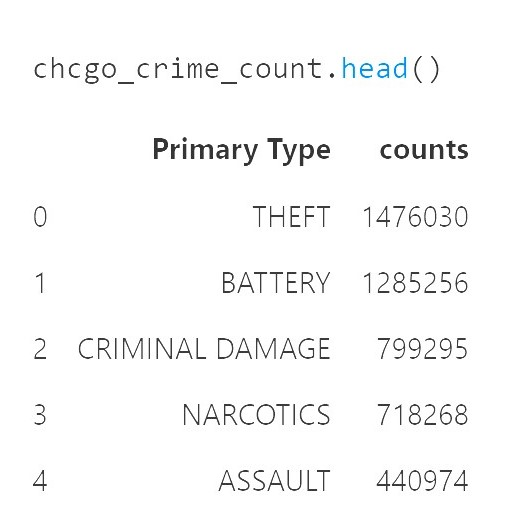 chcgo_crime_count.head()
Primary Type counts
0 THEFT 1476030
1 BATTERY 1285256
2 CRIMINAL DAMAGE 799295
3 NARCOTICS 718268
4 ASSAULT 440974